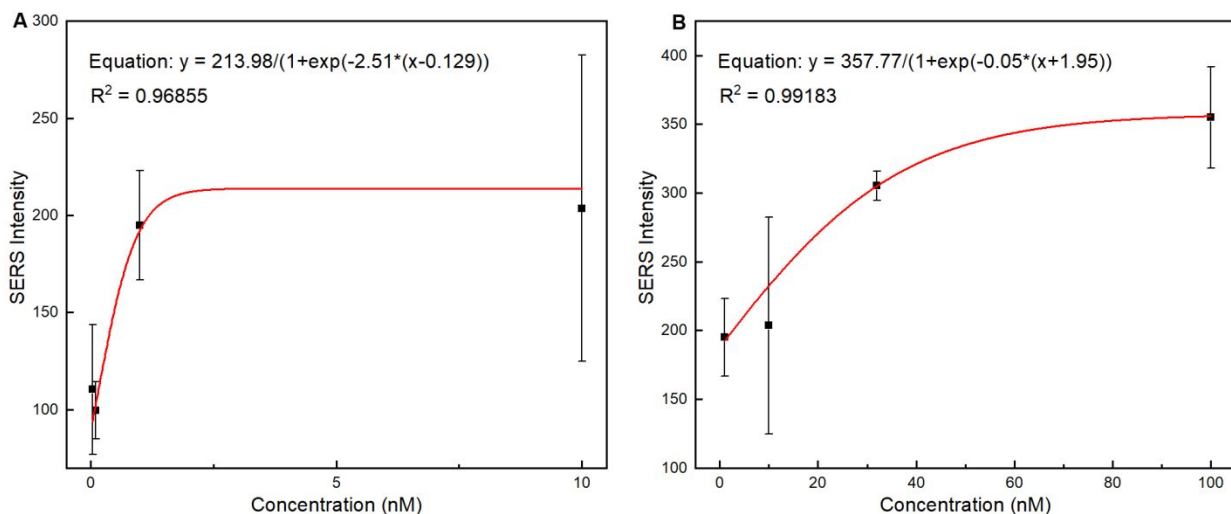 A
Equation: y = 213.98/(1+exp(-2.51*(x-0.129))
R² = 0.96855
300
250
200
150
100
SERS Intensity
0
5
10
Concentration (nM)
B
Equation: y = 357.77/(1+exp(-0.05*(x+1.95))
R² = 0.99183
400
350
300
250
200
150
100
SERS Intensity
0
20
40
60
80
100
Concentration (nM)